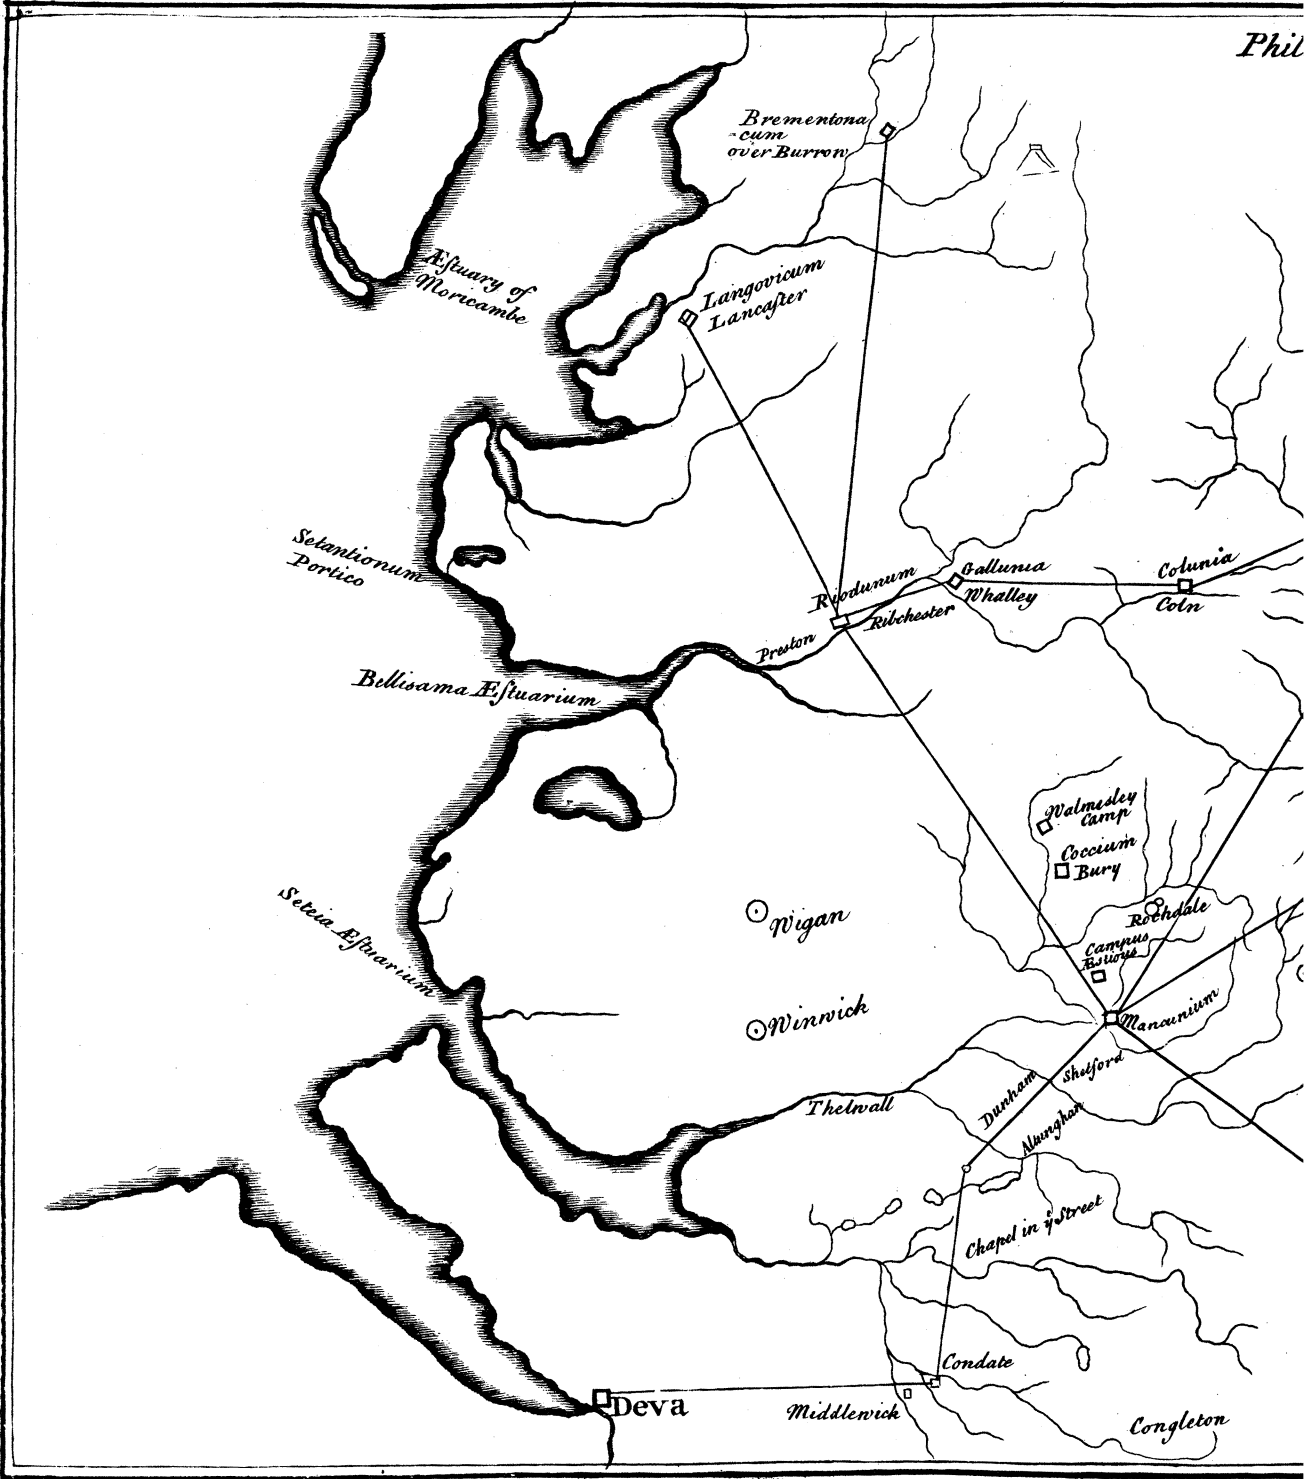 Phil
Brementona
-cum
over Burrow
Æstuary of
Moricambe
Langovicum
Lancaster
Setantionum
Portico
Riodunum
Ribchester
Gallunia
Whalley
Colunia
Coln
Preston
Bellisama Æstuarium
Walmesley
Camp
Coccium
Bury
Rochdale
Campus
Seteia Æstuarium
Wigan
Winwick
Mancunium
Shelford
Dunham
Thelwall
Chapel in ẙ Street
Condate
Middlewick
Deva
Congleton